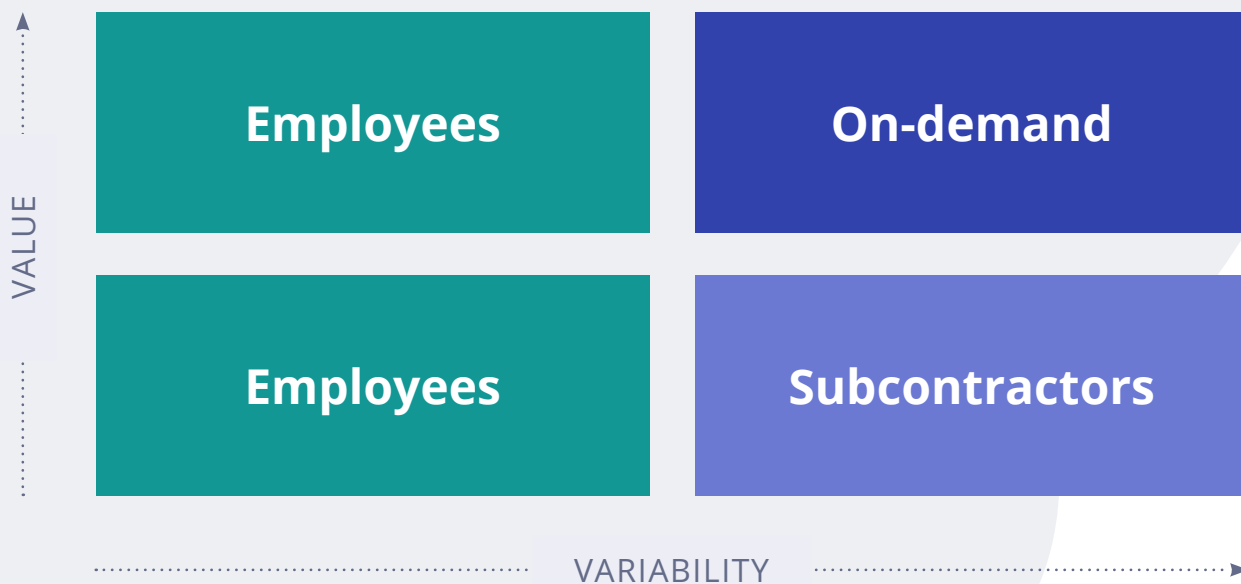 Employees
On-demand
VALUE
Employees
Subcontractors
VARIABILITY